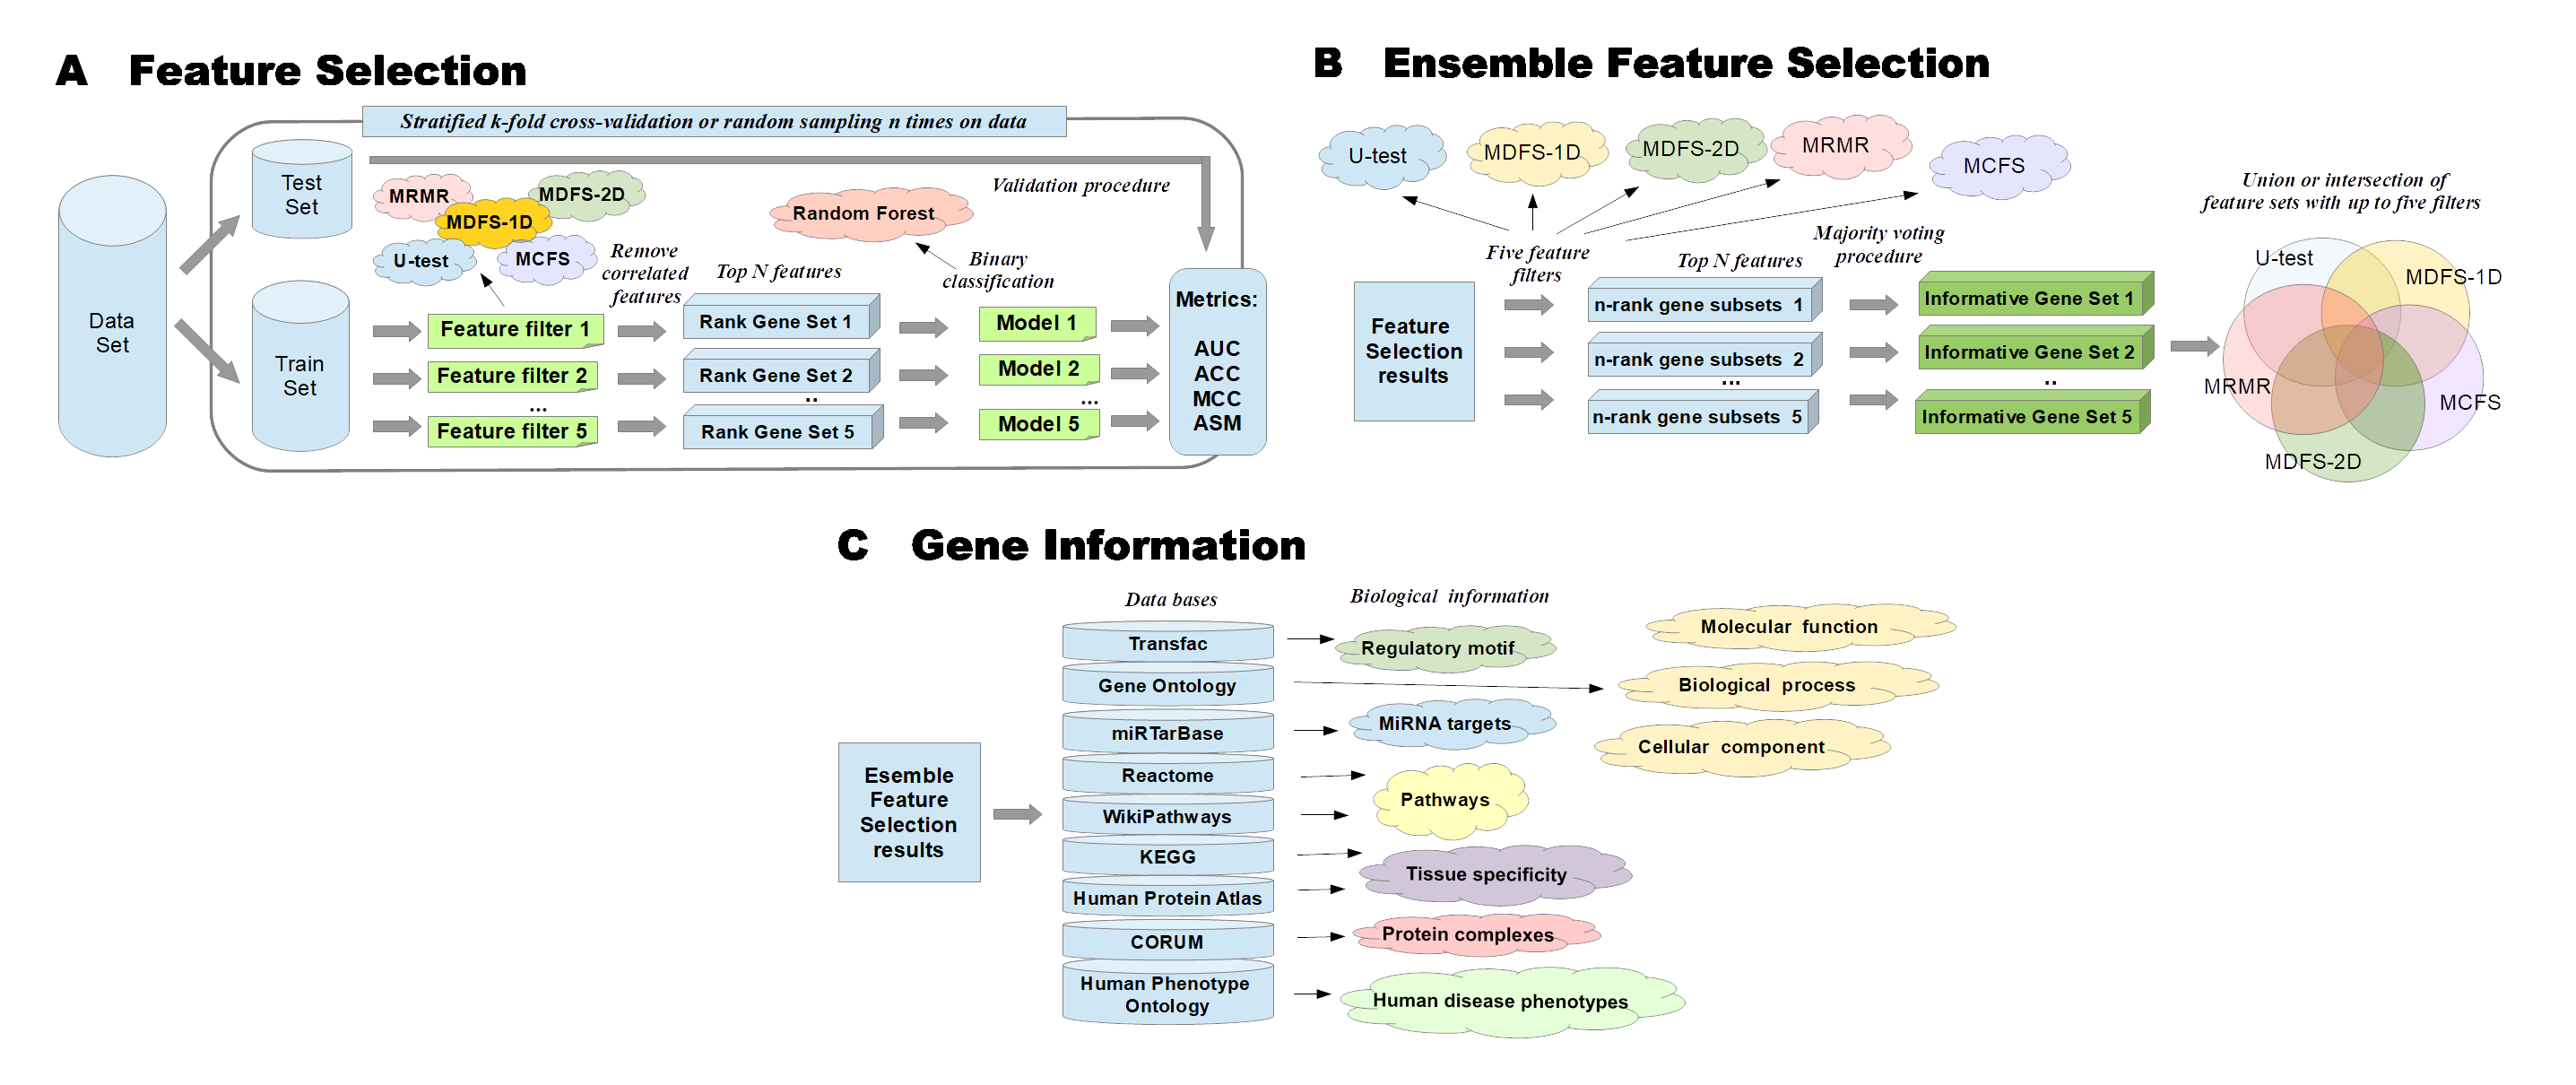 A Feature Selection
Stratified k-fold cross-validation or random sampling n times on data
Data
Set
Test
Set
Train
Set
MRMR
MDFS-2D
MDFS-1D
U-test
MCFS
Remove
correlated
features
Top N features
Random Forest
Validation procedure
Binary
classification
Feature filter 1
Feature filter 2
...
Feature filter 5
Rank Gene Set 1
Rank Gene Set 2
..
Rank Gene Set 5
Model 1
Model 2
...
Model 5
Metrics:
AUC
ACC
MCC
ASM
B Ensemble Feature Selection
U-test
MDFS-1D
MDFS-2D
MRMR
MCFS
Five feature
filters
Top N features
Majority voting
procedure
Feature
Selection
results
n-rank gene subsets 1
n-rank gene subsets 2
...
n-rank gene subsets 5
Informative Gene Set 1
Informative Gene Set 2
..
Informative Gene Set 5
Union or intersection of
feature sets with up to five filters
U-test
MDFS-1D
MRMR
MCFS
MDFS-2D
C Gene Information
Esemble
Feature
Selection
results
Data bases
Transfac
Gene Ontology
miRTarBase
Reactome
WikiPathways
KEGG
Human Protein Atlas
CORUM
Human Phenotype
Ontology
Biological information
Regulatory motif
MiRNA targets
Pathways
Tissue specificity
Protein complexes
Human disease phenotypes
Molecular function
Biological process
Cellular component